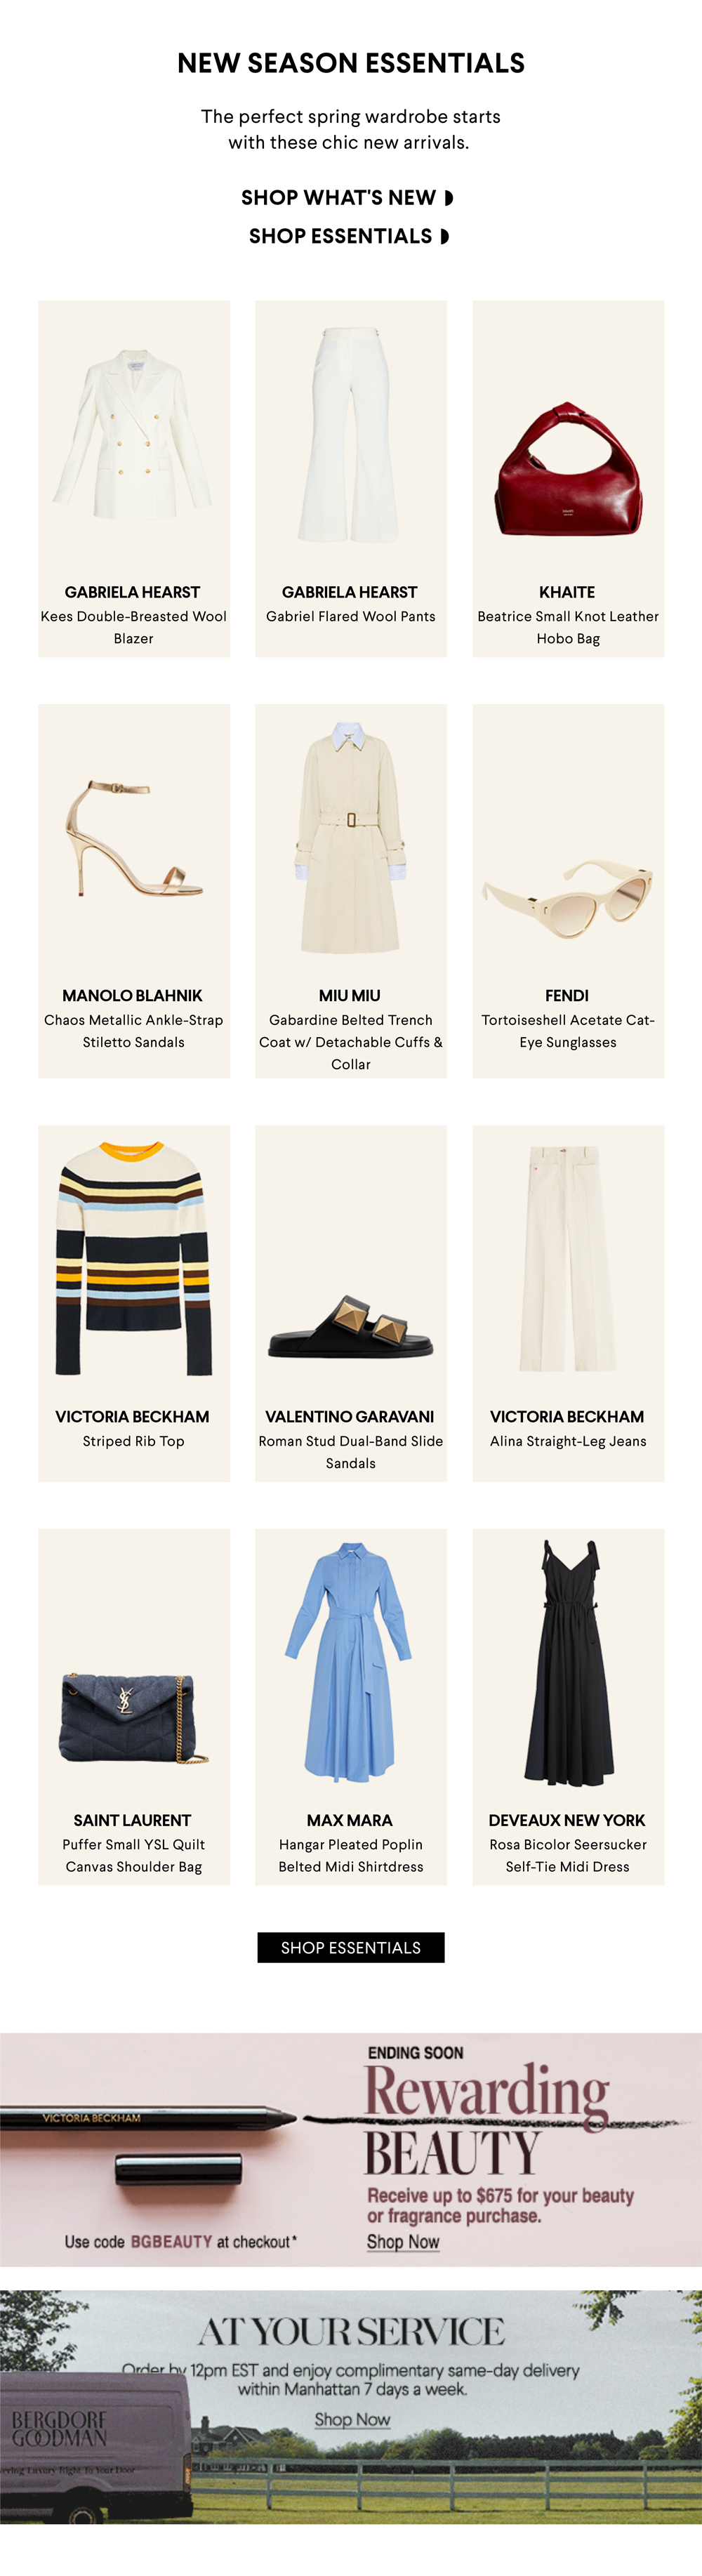 NEW SEASON ESSENTIALS
The perfect spring wardrobe starts
with these chic new arrivals.
SHOP WHAT'S NEW
SHOP ESSENTIALS
GABRIELA HEARST
Kees Double-Breasted Wool
Blazer
GABRIELA HEARST
Gabriel Flared Wool Pants
KHAITE
Beatrice Small Knot Leather
Hobo Bag
MANOLO BLAHNIK
Chaos Metallic Ankle-Strap
Stiletto Sandals
MIU MIU
Gabardine Belted Trench
Coat w/ Detachable Cuffs &
Collar
FENDI
Tortoiseshell Acetate Cat-
Eye Sunglasses
VICTORIA BECKHAM
Striped Rib Top
VALENTINO GARAVANI
Roman Stud Dual-Band Slide
Sandals
VICTORIA BECKHAM
Alina Straight-Leg Jeans
SAINT LAURENT
Puffer Small YSL Quilt
Canvas Shoulder Bag
MAX MARA
Hangar Pleated Poplin
Belted Midi Shirtdress
DEVEAUX NEW YORK
Rosa Bicolor Seersucker
Self-Tie Midi Dress
SHOP ESSENTIALS
VICTORIA BECKHAM
Use code BGBEAUTY at checkout*
ENDING SOON
Rewarding
BEAUTY
Receive up to $675 for your beauty
or fragrance purchase.
Shop Now
AT YOUR SERVICE
Order by 12pm EST and enjoy complimentary same-day delivery
within Manhattan 7 days a week.
Shop Now
BERGDORF
GOODMAN
Luxury Right To Your Door